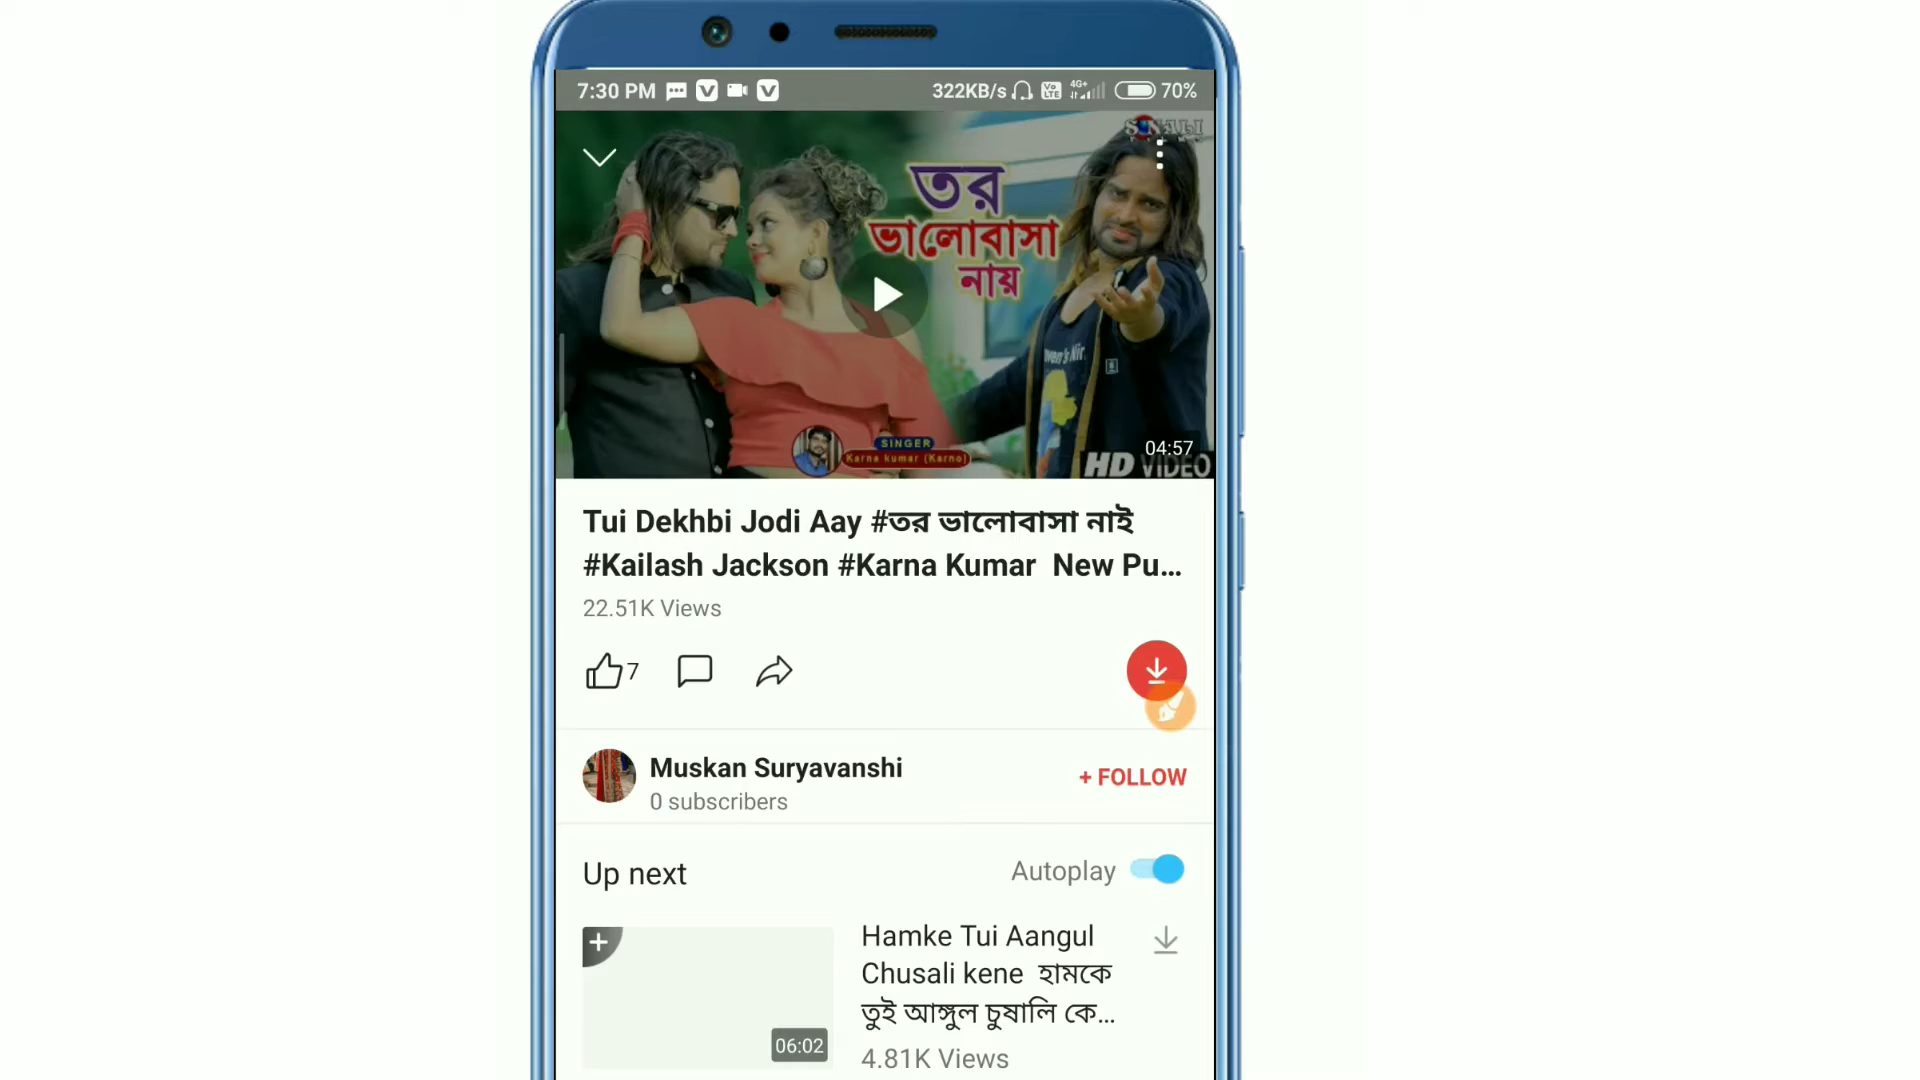 7:30 PM
322KB/s
4G+
70%
তর
ভালোবাসা
নায়
SINGER
Karna kumar (Karno)
04:57
HD VIDEO
Tui Dekhbi Jodi Aay #তর ভালোবাসা নাই
#Kailash Jackson #Karna Kumar  New Pu...
22.51K Views
7
Muskan Suryavanshi
0 subscribers
+ FOLLOW
Up next
Autoplay
Hamke Tui Aangul
Chusali kene  হামকে
তুই আঙ্গুল চুষালি কে...
06:02
4.81K Views